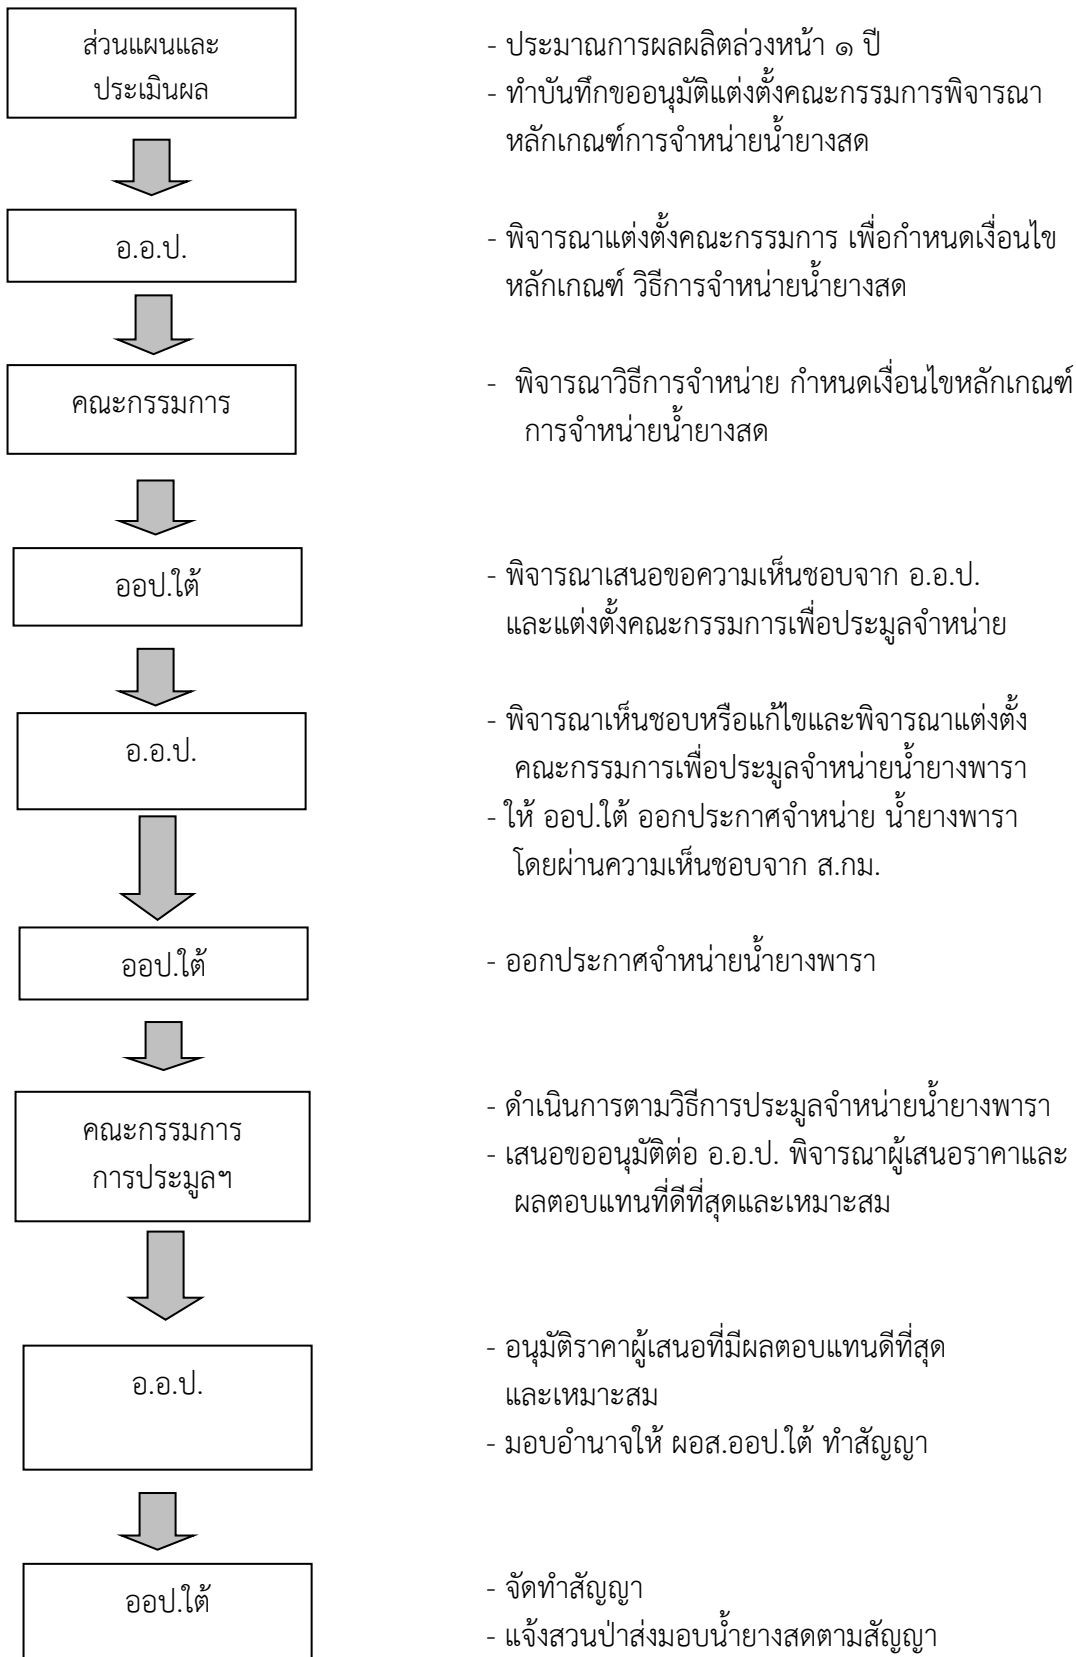 ส่วนแผนและ
ประเมินผล
- ประมาณการผลผลิตล่วงหน้า ๑ ปี
- ทำบันทึกขออนุมัติแต่งตั้งคณะกรรมการพิจารณา
หลักเกณฑ์การจำหน่ายน้ำยางสด
อ.อ.ป.
- พิจารณาแต่งตั้งคณะกรรมการ เพื่อกำหนดเงื่อนไข
หลักเกณฑ์ วิธีการจำหน่ายน้ำยางสด
คณะกรรมการ
- พิจารณาวิธีการจำหน่าย กำหนดเงื่อนไขหลักเกณฑ์
การจำหน่ายน้ำยางสด
ออป.ใต้
- พิจารณาเสนอขอความเห็นชอบจาก อ.อ.ป.
และแต่งตั้งคณะกรรมการเพื่อประมูลจำหน่าย
อ.อ.ป.
- พิจารณาเห็นชอบหรือแก้ไขและพิจารณาแต่งตั้ง
คณะกรรมการเพื่อประมูลจำหน่ายน้ำยางพารา
- ให้ ออป.ใต้ ออกประกาศจำหน่าย น้ำยางพารา
โดยผ่านความเห็นชอบจาก ส.กม.
ออป.ใต้
- ออกประกาศจำหน่ายน้ำยางพารา
คณะกรรมการ
การประมูลฯ
- ดำเนินการตามวิธีการประมูลจำหน่ายน้ำยางพารา
- เสนอขออนุมัติต่อ อ.อ.ป. พิจารณาผู้เสนอราคาและ
ผลตอบแทนที่ดีที่สุดและเหมาะสม
อ.อ.ป.
- อนุมัติราคาผู้เสนอที่มีผลตอบแทนดีที่สุด
และเหมาะสม
- มอบอำนาจให้ ผอส.ออป.ใต้ ทำสัญญา
ออป.ใต้
- จัดทำสัญญา
- แจ้งสวนป่าส่งมอบน้ำยางสดตามสัญญา